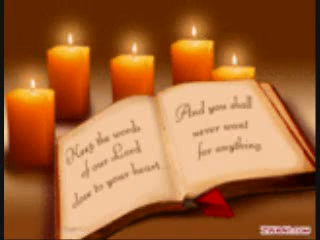 Keep the words
of our Lord
close to your heart
And you shall
never want
for anything.